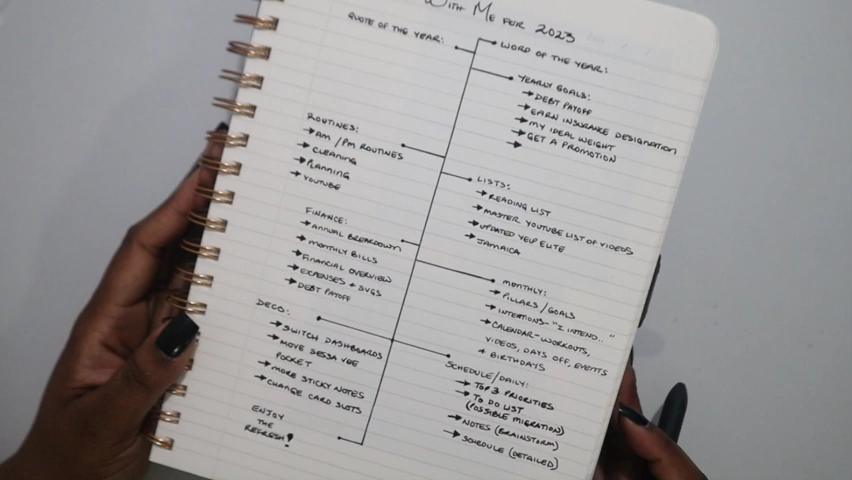 With Me for 2023
Quote of the Year:
Word of the Year:
Yearly Goals:
→ Debt Payoff
→ Earn Insurance Designation
→ My Ideal Weight
→ Get a Promotion
→
Routines:
→ AM/PM Routines
→ Cleaning
→ Planning
→ YouTube
Lists:
→ Reading List
→ Master YouTube List of Videos
→ Updated Yelp Elite
→ Jamaica
Finance:
→ Annual Breakdown
→ Monthly Bills
→ Financial Overview
→ Expenses + SVGS
→ Debt Payoff
Monthly:
→ Pillars/Goals
→ Intentions - "I intend.."
→ Calendar - Workouts,
Videos, Days Off, Events
+ Birthdays
Deco:
→ Switch Dashboards
→ Move Sessa Vee
Pocket
→ More Sticky Notes
→ Change Card Slots
Schedule/Daily:
→ Top 3 Priorities
→ To Do List
(Possible Migration)
→ Notes (Brainstorm)
→ Schedule (Detailed)
Enjoy
the
Refresh!